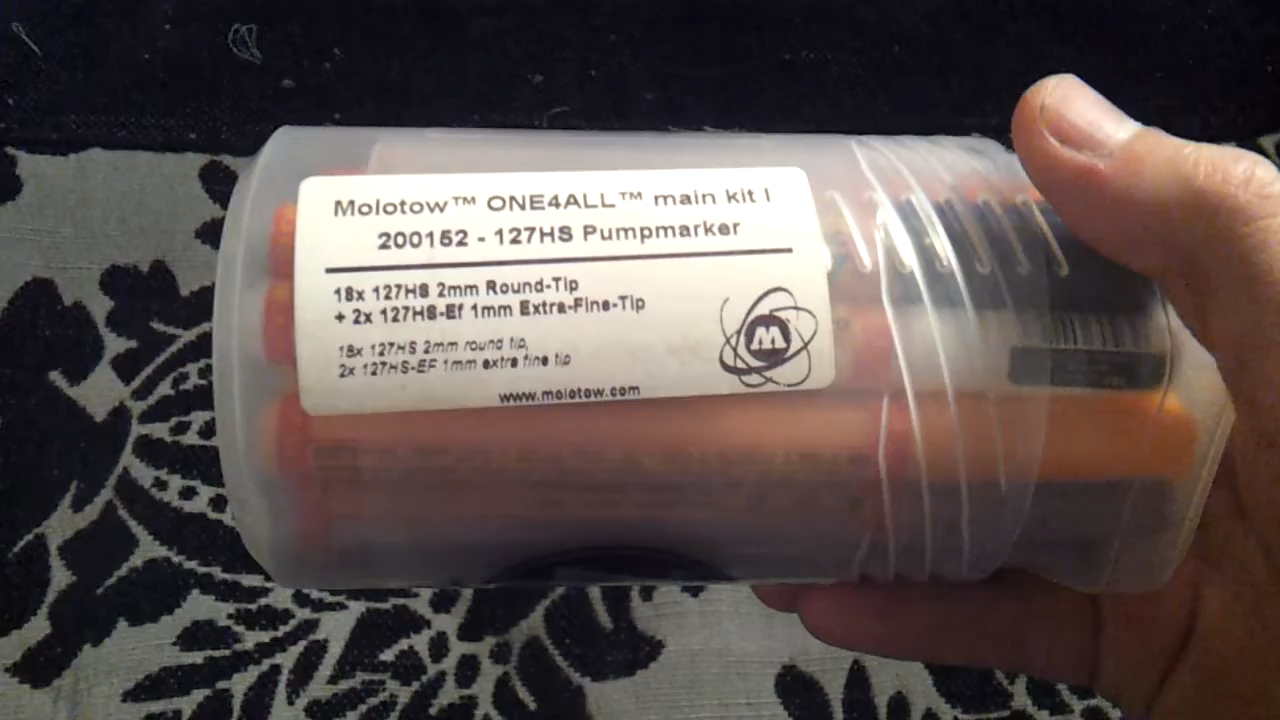 Molotow™ ONE4ALL™ main kit I
200152 - 127HS Pumpmarker
18x 127HS 2mm Round-Tip
+ 2x 127HS-Ef 1mm Extra-Fine-Tip
18x 127HS 2mm round tip,
2x 127HS-EF 1mm extra fine tip
M
www.molotow.com